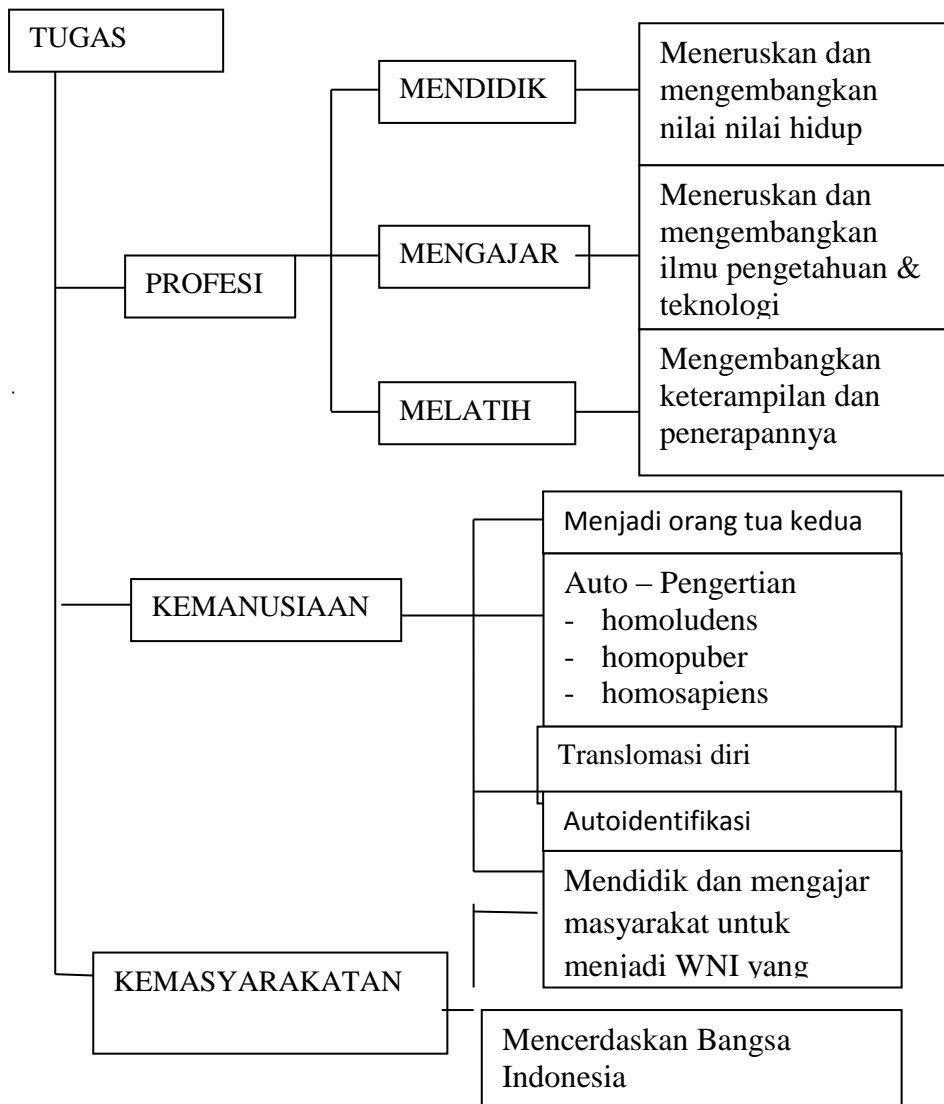 TUGAS
MENDIDIK
Meneruskan dan
mengembangkan
nilai nilai hidup
PROFESI
MENGAJAR
Meneruskan dan
mengembangkan
ilmu pengetahuan &
teknologi
MELATIH
Mengembangkan
keterampilan dan
penerapannya
KEMANUSIAAN
Menjadi orang tua kedua
Auto – Pengertian
- homoludens
- homopuber
- homosapiens
Translomasi diri
Autoidentifikasi
KEMASYARAKATAN
Mendidik dan mengajar
masyarakat untuk
menjadi WNI yang
Mencerdaskan Bangsa
Indonesia